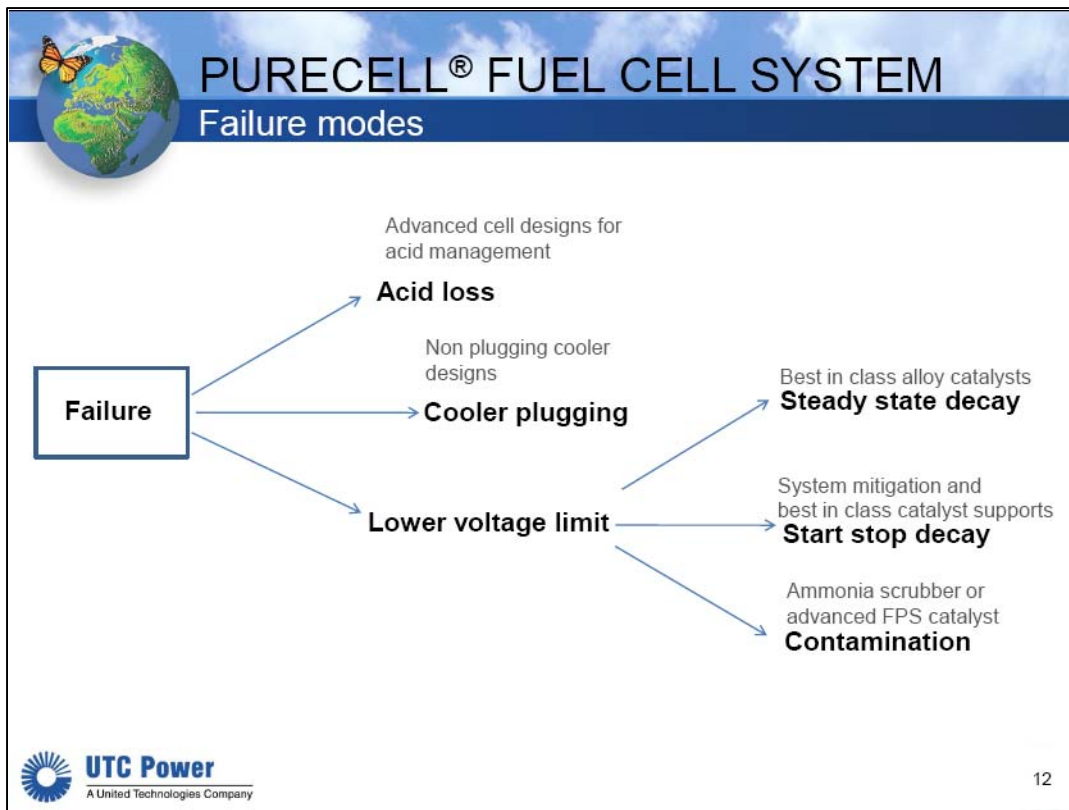 PURECELL® FUEL CELL SYSTEM
Failure modes
Advanced cell designs for
acid management
Acid loss
Non plugging cooler
designs
Cooler plugging
Failure
Lower voltage limit
Best in class alloy catalysts
Steady state decay
System mitigation and
best in class catalyst supports
Start stop decay
Ammonia scrubber or
advanced FPS catalyst
Contamination
UTC Power
A United Technologies Company
12